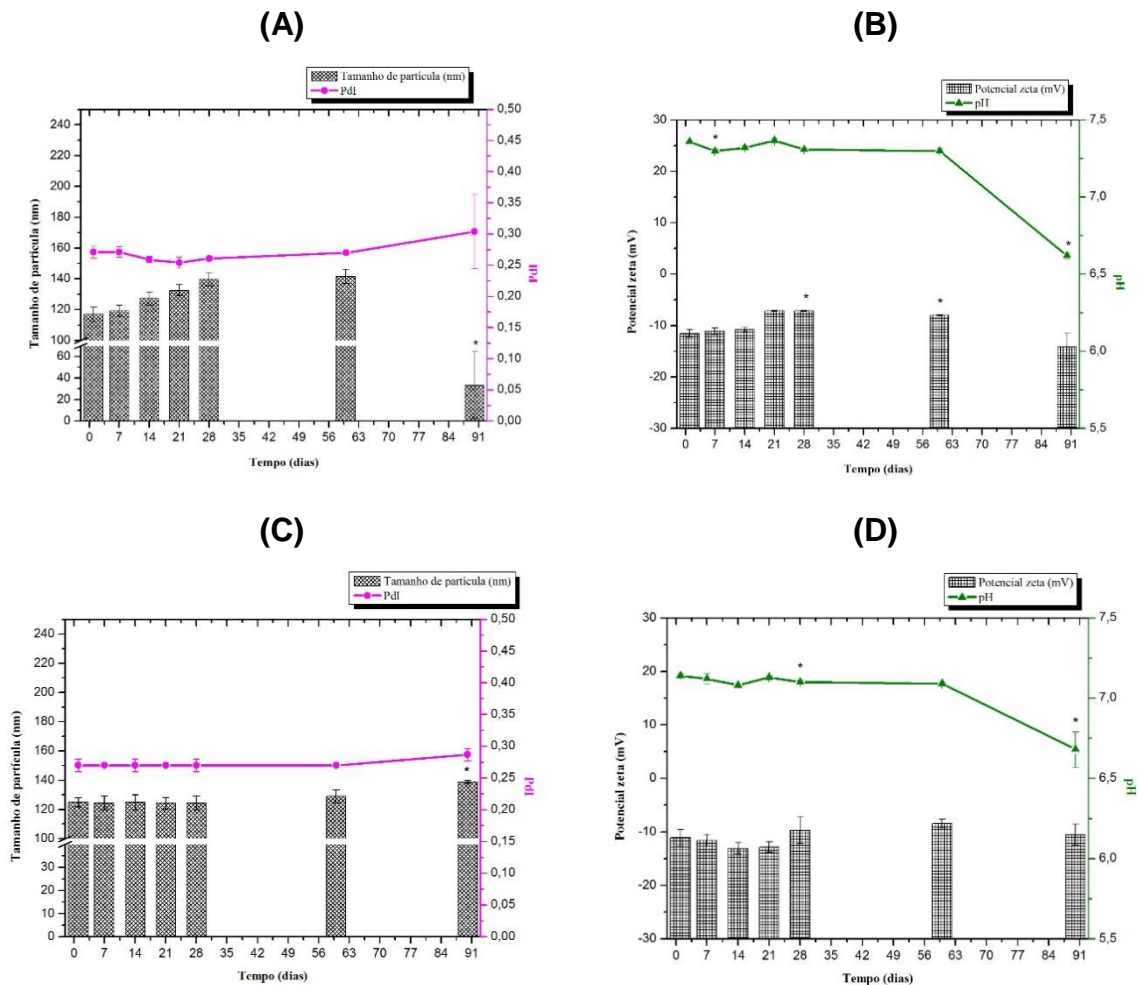 (A)
Tamanho de partícula (nm)
PdI
250
240
220
200
180
160
140
120
100
60
40
20
0
Tamanho de partícula (nm)
0,50
0,45
0,40
0,35
0,30
0,25
0,20
0,15
0,10
0,05
0,00
PdI
*
0 7 14 21 28 35 42 49 56 63 70 77 84 91
Tempo (dias)
(B)
Potencial zeta (mV)
pH
30
20
10
0
-10
-20
-30
Potencial zeta (mV)
7,5
7,0
6,5
6,0
5,5
pH
*
*
*
*
0 7 14 21 28 35 42 49 56 63 70 77 84 91
Tempo (dias)
(C)
Tamanho de partícula (nm)
PdI
240
220
200
180
160
140
120
100
30
20
10
0
Tamanho de partícula (nm)
0,50
0,45
0,40
0,35
0,30
0,25
0,20
0,15
0,10
0,05
0,00
PdI
*
0 7 14 21 28 35 42 49 56 63 70 77 84 91
Tempo (dias)
(D)
Potencial zeta (mV)
pH
30
20
10
0
-10
-20
-30
Potencial zeta (mV)
7,5
7,0
6,5
6,0
5,5
pH
*
*
0 7 14 21 28 35 42 49 56 63 70 77 84 91
Tempo (dias)